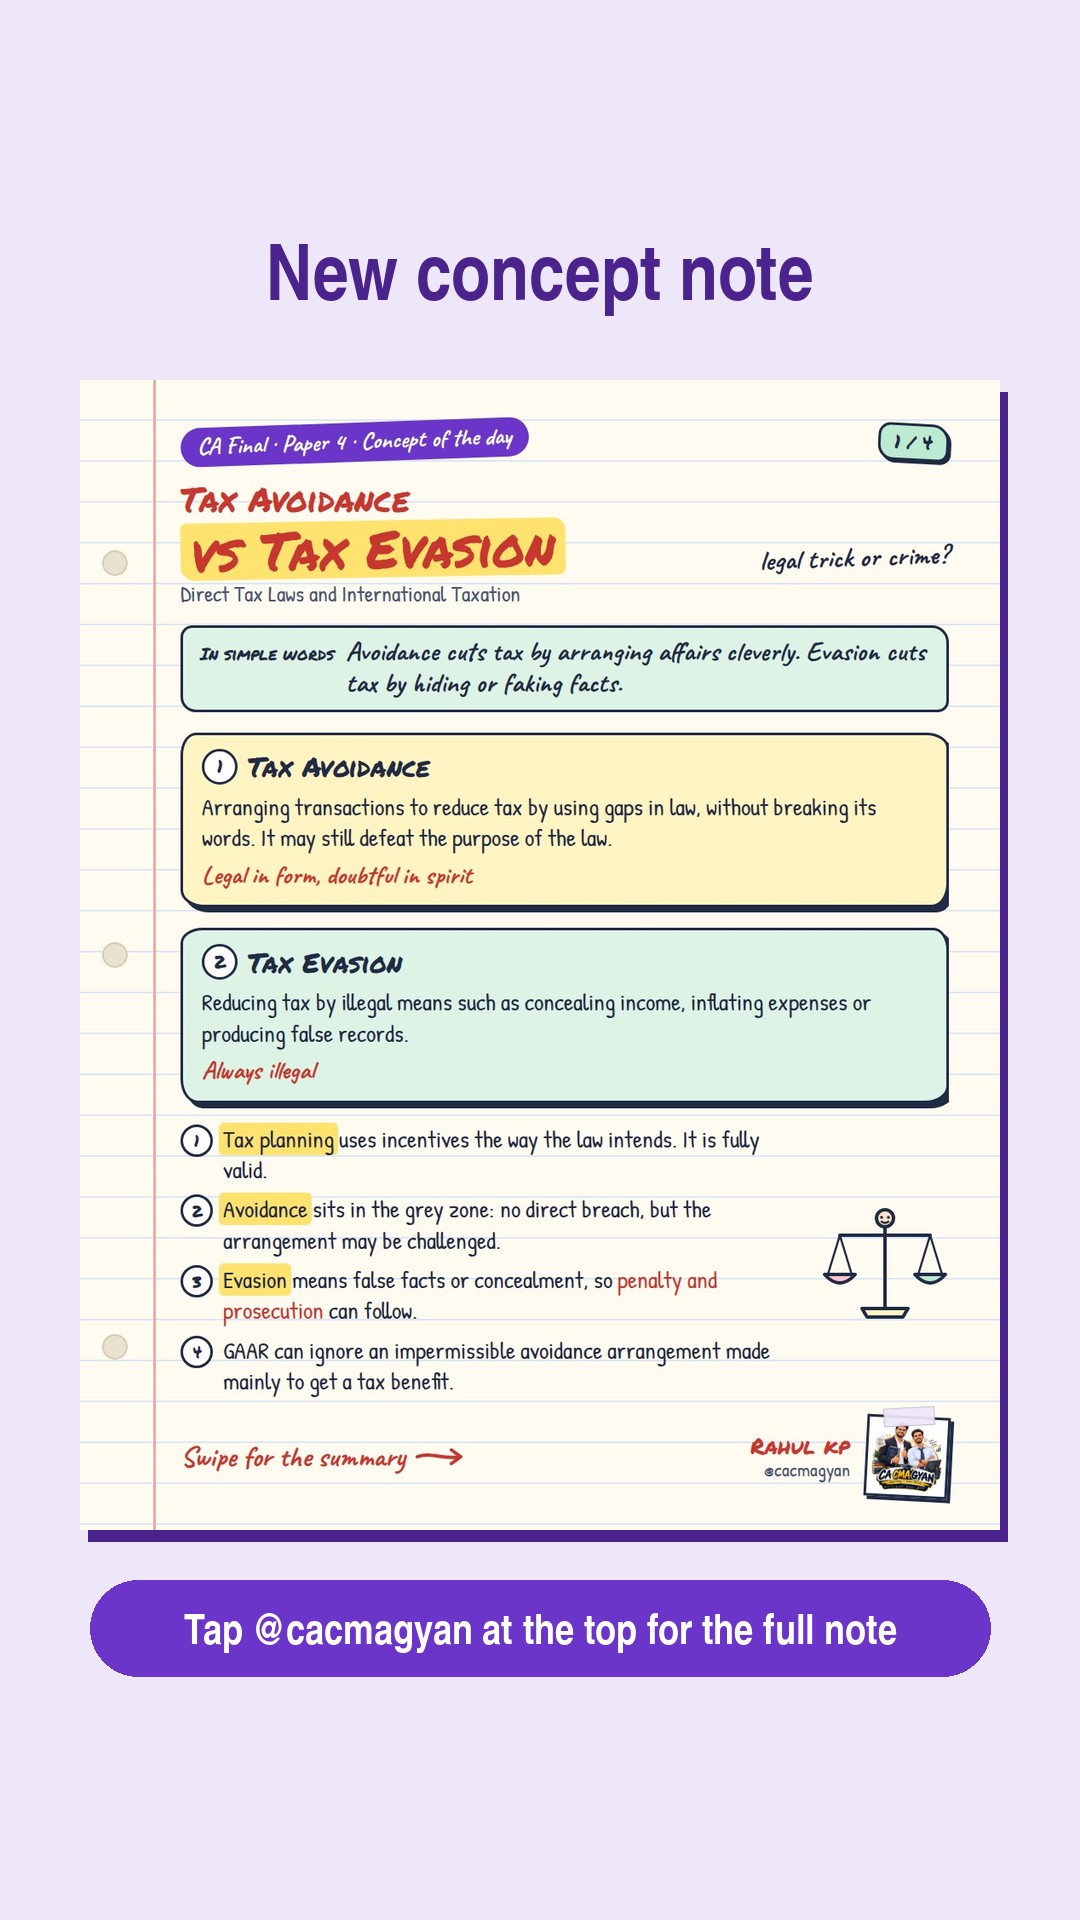 New concept note
CA Final · Paper 4 · Concept of the day
1 / 4
Tax Avoidance
vs Tax Evasion
legal trick or crime?
Direct Tax Laws and International Taxation
In simple words Avoidance cuts tax by arranging affairs cleverly. Evasion cuts
tax by hiding or faking facts.
1 Tax Avoidance
Arranging transactions to reduce tax by using gaps in law, without breaking its
words. It may still defeat the purpose of the law.
Legal in form, doubtful in spirit
2 Tax Evasion
Reducing tax by illegal means such as concealing income, inflating expenses or
producing false records.
Always illegal
1 Tax planning uses incentives the way the law intends. It is fully
valid.
2 Avoidance sits in the grey zone: no direct breach, but the
arrangement may be challenged.
3 Evasion means false facts or concealment, so penalty and
prosecution can follow.
4 GAAR can ignore an impermissible avoidance arrangement made
mainly to get a tax benefit.
Swipe for the summary
Rahul KP
@cacmagyan
CA CMA GYAN
Tap @cacmagyan at the top for the full note